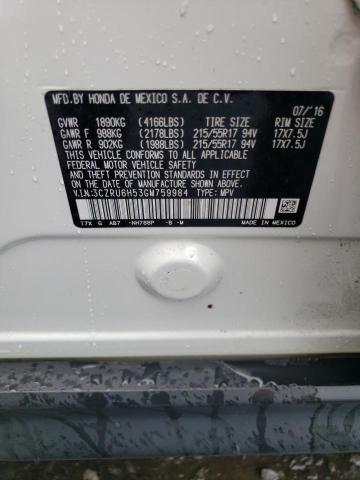 MFD.BY HONDA DE MEXICO S.A. DE C.V. 07/'16
GVWR 1890KG (4166LBS) TIRE SIZE RIM SIZE
GAWR F 988KG (2178LBS) 215/55R17 94V 17X7.5J
GAWR R 902KG (1988LBS) 215/55R17 94V 17X7.5J
THIS VEHICLE CONFORMS TO ALL APPLICABLE
FEDERAL MOTOR VEHICLE SAFETY AND
THEFT PREVENTION STANDARDS IN EFFECT ON
THE DATE OF MANUFACTURE SHOWN ABOVE.
V.I.N.:3CZRU6H53GM759984 TYPE: MPV
T7X G AB7 -NH788P -B -M MADE IN MEXICO